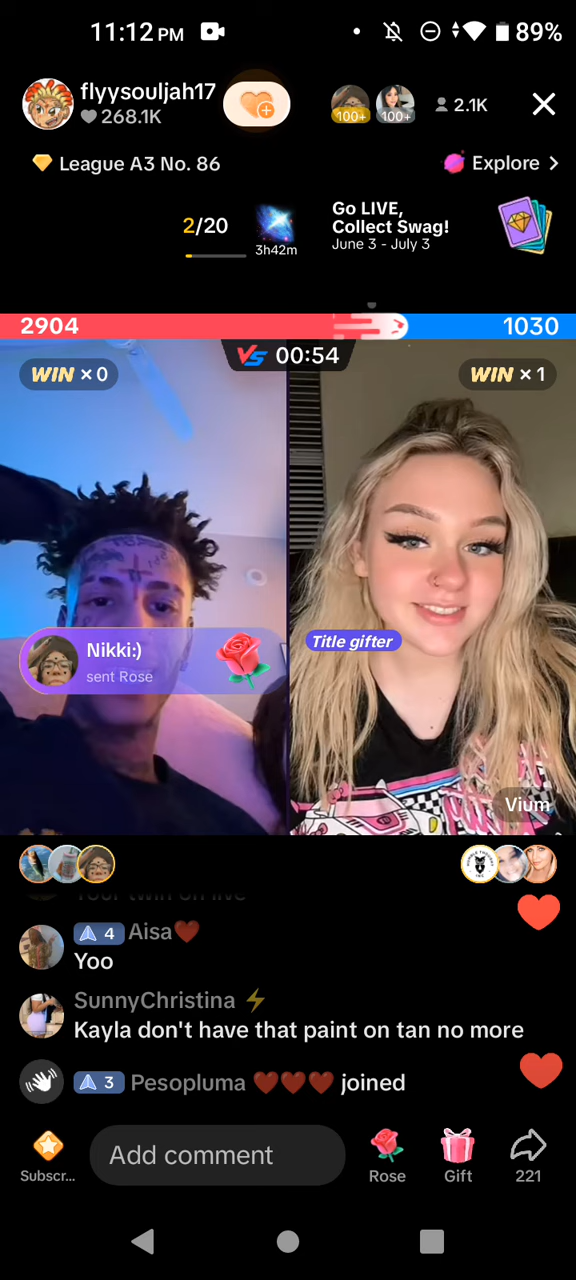 11:12 PM
89%
flyysouljah17
268.1K
100+
100+
2.1K
League A3 No. 86
Explore >
2/20
3h42m
Go LIVE,
Collect Swag!
June 3 - July 3
2904
1030
VS 00:54
WIN × 0
WIN × 1
Nikki:)
sent Rose
Title gifter
Vium
4 Aisa❤️
Yoo
SunnyChristina ⚡
Kayla don't have that paint on tan no more
3 Pesopluma ❤️❤️❤️ joined
Subscr...
Add comment
Rose
Gift
221